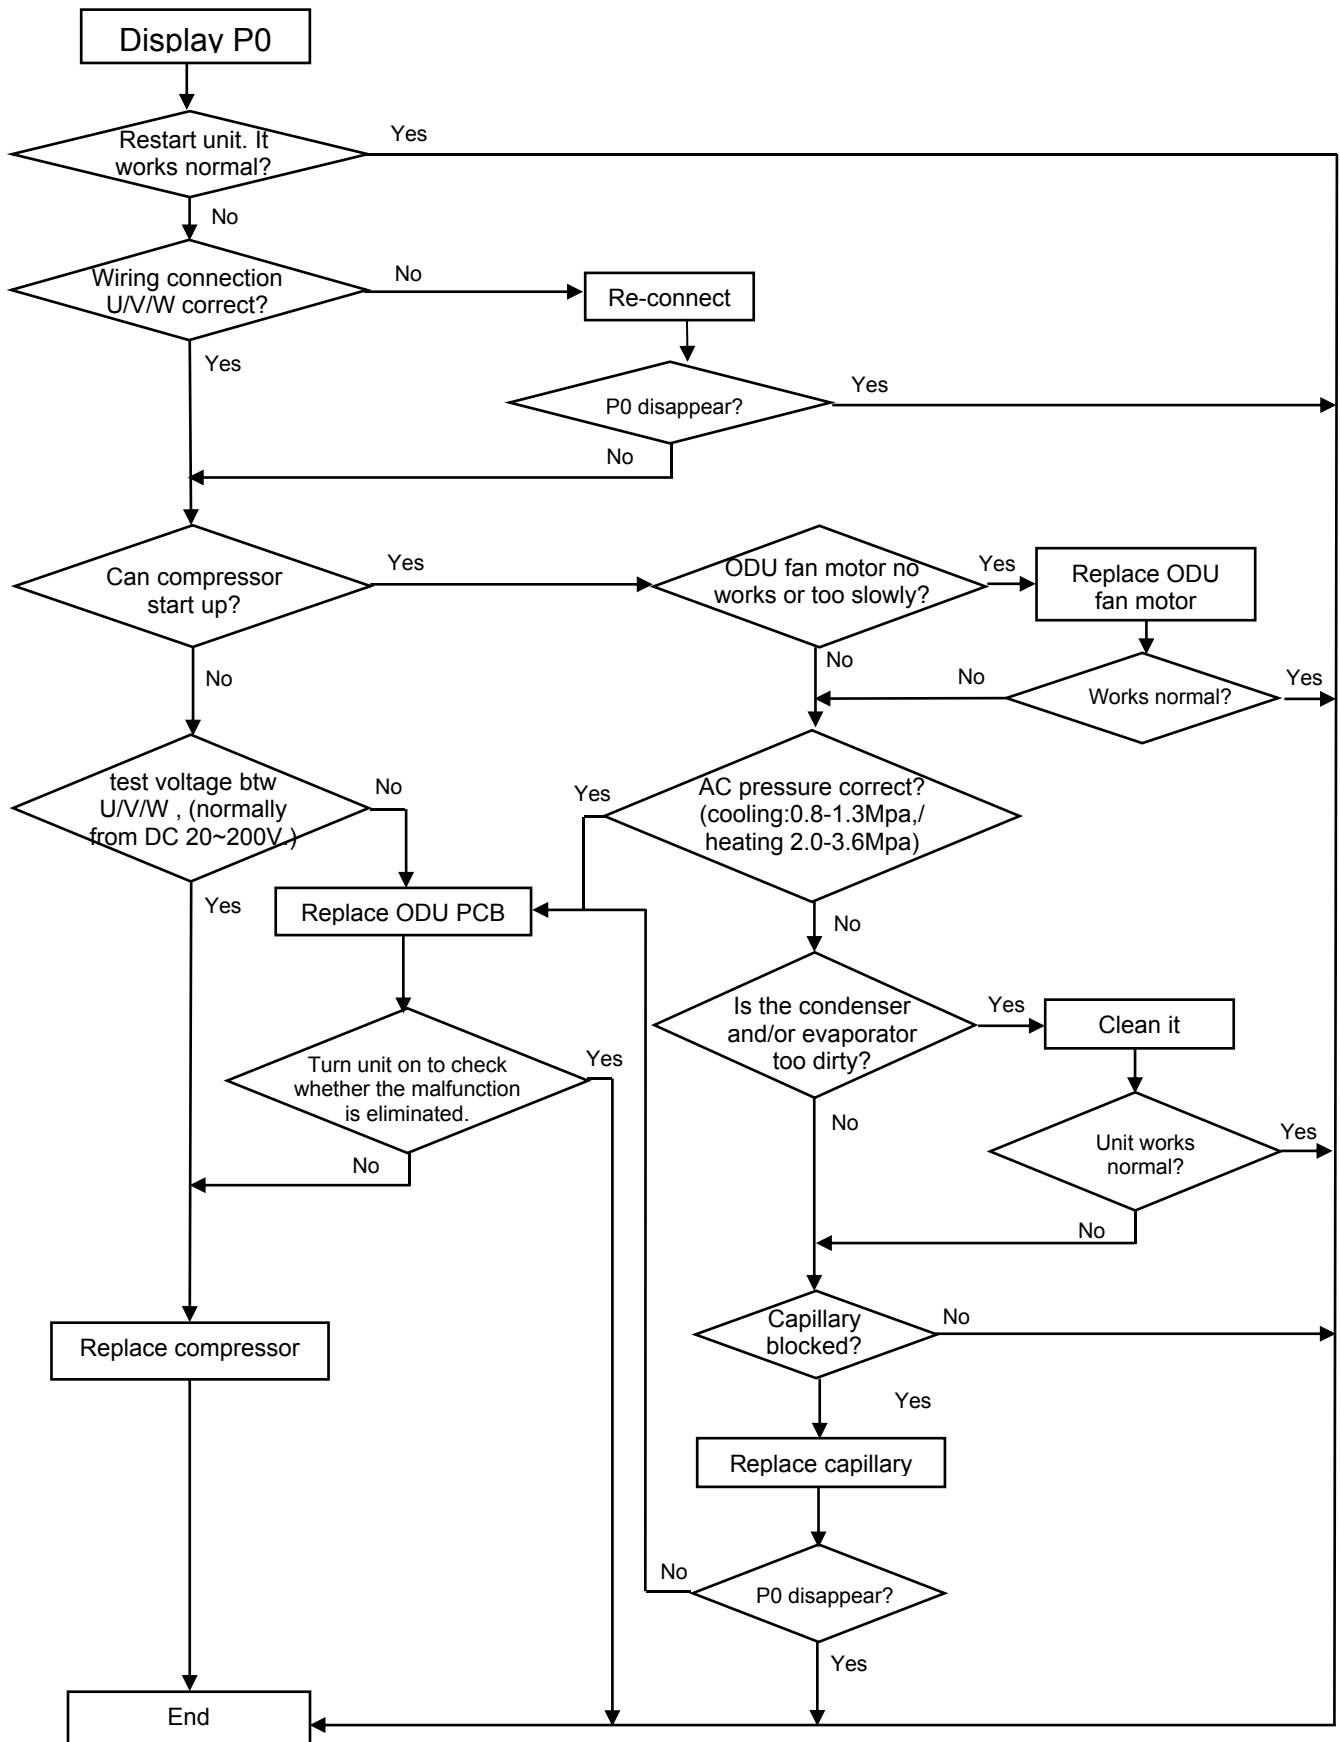 Display P0
Restart unit. It
works normal?
Yes
No
Wiring connection
U/V/W correct?
No
Re-connect
Yes
P0 disappear?
Yes
No
Can compressor
start up?
Yes
ODU fan motor no
works or too slowly?
Yes
Replace ODU
fan motor
No
No
Works normal?
Yes
No
test voltage btw
U/V/W , (normally
from DC 20~200V.)
No
Yes
AC pressure correct?
(cooling:0.8-1.3Mpa,/
heating 2.0-3.6Mpa)
Yes
Replace ODU PCB
No
Is the condenser
and/or evaporator
too dirty?
Yes
Clean it
Turn unit on to check
whether the malfunction
is eliminated.
Yes
No
No
Unit works
normal?
Yes
No
Capillary
blocked?
No
Replace compressor
Yes
Replace capillary
No
P0 disappear?
Yes
End